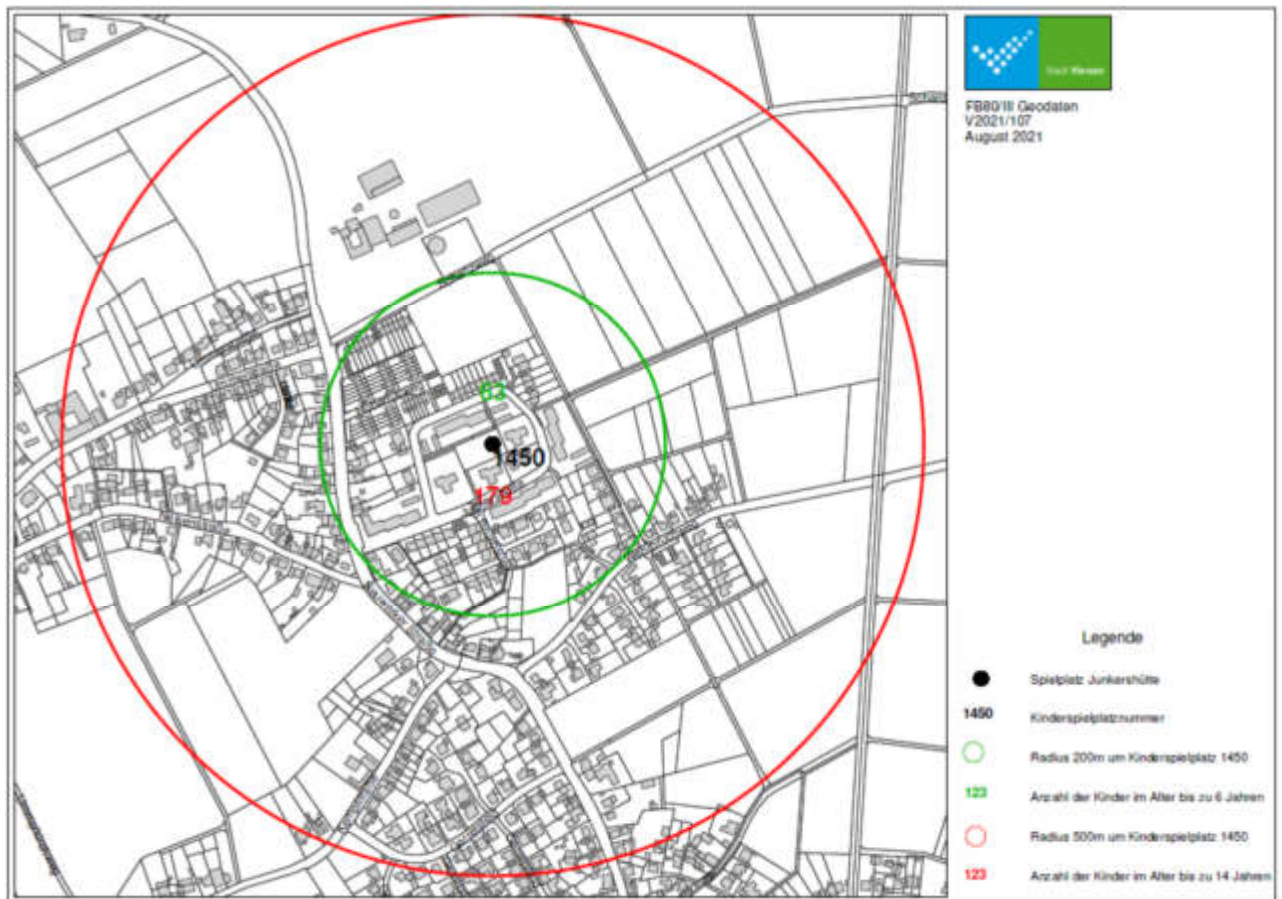 Stadt Viersen
FB80/III Geodaten
V2021/107
August 2021
63
1450
179
Legende
Spielplatz Junkershütte
1450 Kinderspielplatznummer
Radius 200m um Kinderspielplatz 1450
123 Anzahl der Kinder im Alter bis zu 6 Jahren
Radius 500m um Kinderspielplatz 1450
123 Anzahl der Kinder im Alter bis zu 14 Jahren